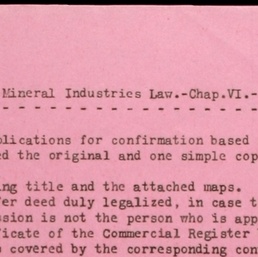 Mineral Industries Law.-Chap.VI.-
- - - - - - - - - - - - - - - - - - - -
plications for confirmation based
ed the original and one simple cop
ing title and the attached maps.
fer deed duly legalized, in case t
ssion is not the person who is app
ficate of the Commercial Register
s covered by the corresponding con